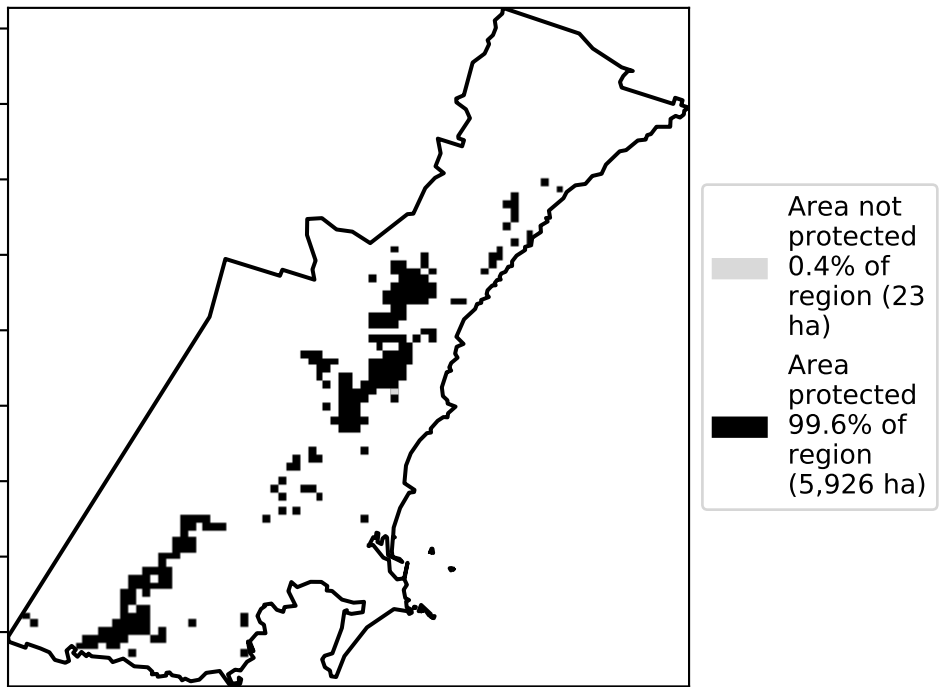 Area not
protected
0.4% of
region (23
ha)
Area
protected
99.6% of
region
(5,926 ha)